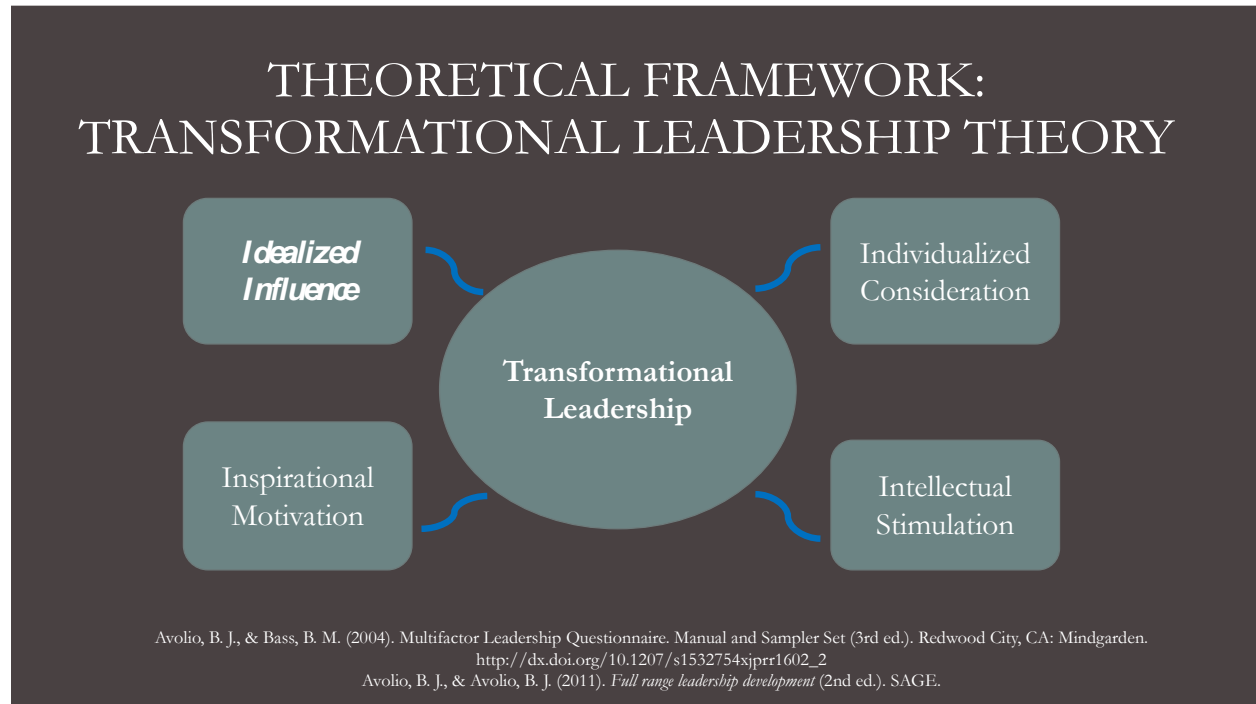 THEORETICAL FRAMEWORK:
TRANSFORMATIONAL LEADERSHIP THEORY
Idealized
Influence
Individualized
Consideration
Transformational
Leadership
Inspirational
Motivation
Intellectual
Stimulation
Avolio, B. J., & Bass, B. M. (2004). Multifactor Leadership Questionnaire. Manual and Sampler Set (3rd ed.). Redwood City, CA: Mindgarden.
http://dx.doi.org/10.1207/s1532754xjprr1602_2
Avolio, B. J., & Avolio, B. J. (2011). Full range leadership development (2nd ed.). SAGE.